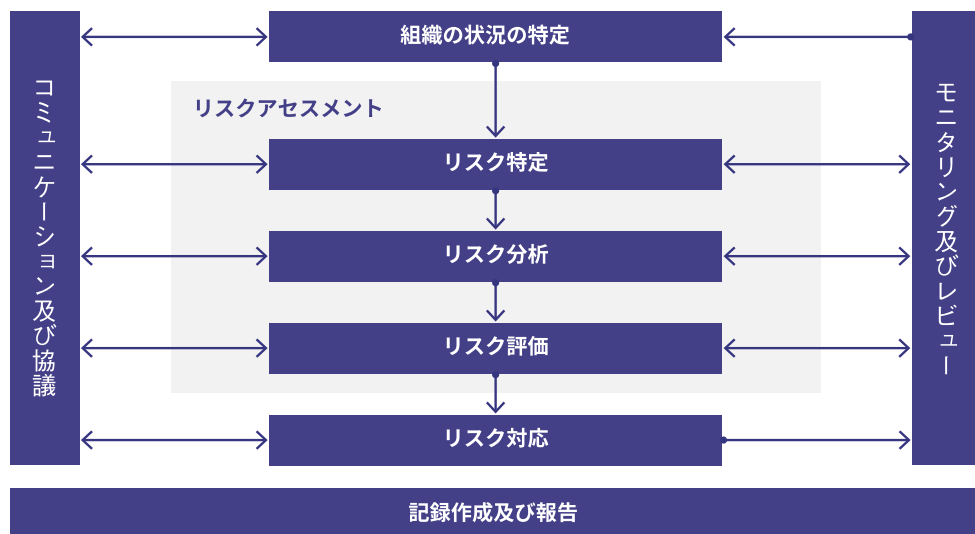 組織の状況の特定
コミュニケーション及び協議
モニタリング及びレビュー
リスクアセスメント
リスク特定
リスク分析
リスク評価
リスク対応
記録作成及び報告